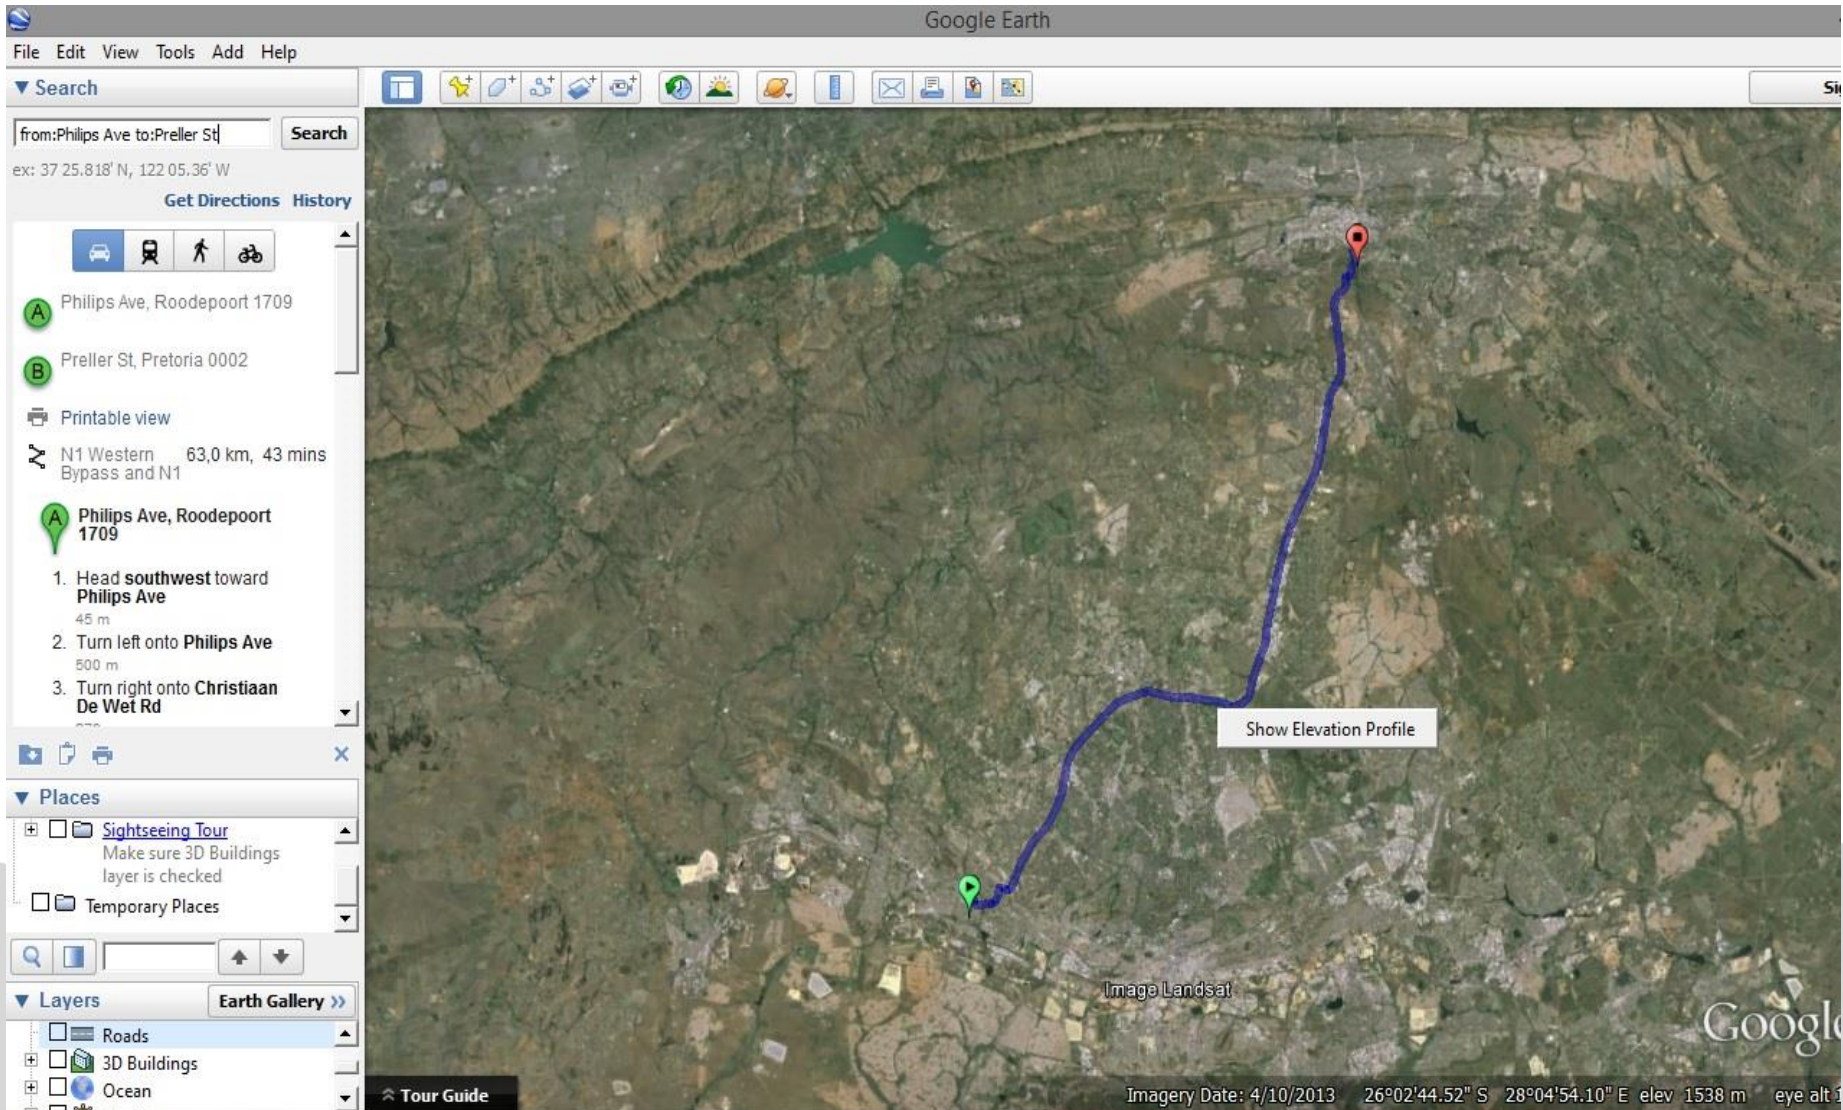 Google Earth
File Edit View Tools Add Help
Search
from:Philips Ave to:Preller St
Search
ex: 37 25.818' N, 122 05.36' W
Get Directions History
A
Philips Ave, Roodepoort 1709
B
Preller St, Pretoria 0002
Printable view
N1 Western 63,0 km, 43 mins
Bypass and N1
A
Philips Ave, Roodepoort
1709
1. Head southwest toward
Philips Ave
45 m
2. Turn left onto Philips Ave
500 m
3. Turn right onto Christiaan
De Wet Rd
Places
Sightseeing Tour
Make sure 3D Buildings
layer is checked
Temporary Places
Layers
Earth Gallery »
Roads
3D Buildings
Ocean
Show Elevation Profile
Image Landsat
Google
Tour Guide
Imagery Date: 4/10/2013 26°02'44.52" S 28°04'54.10" E elev 1538 m eye alt